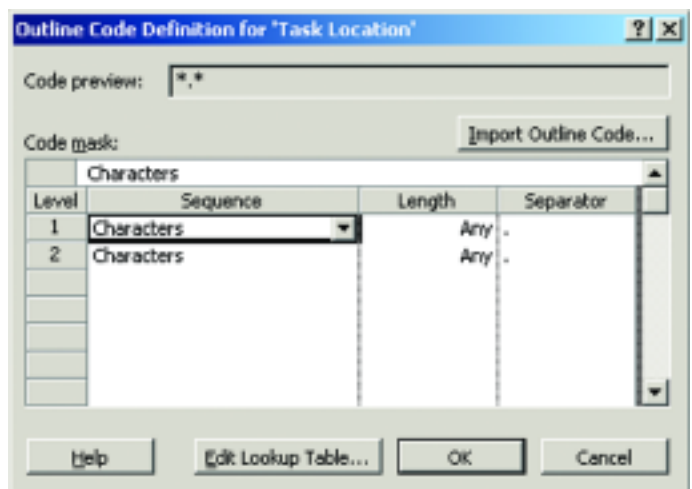 Outline Code Definition for 'Task Location'
Code preview: *.*
Import Outline Code...
Code mask:
Characters
Level Sequence Length Separator
1 Characters Any .
2 Characters Any .
Help Edit Lookup Table... OK Cancel